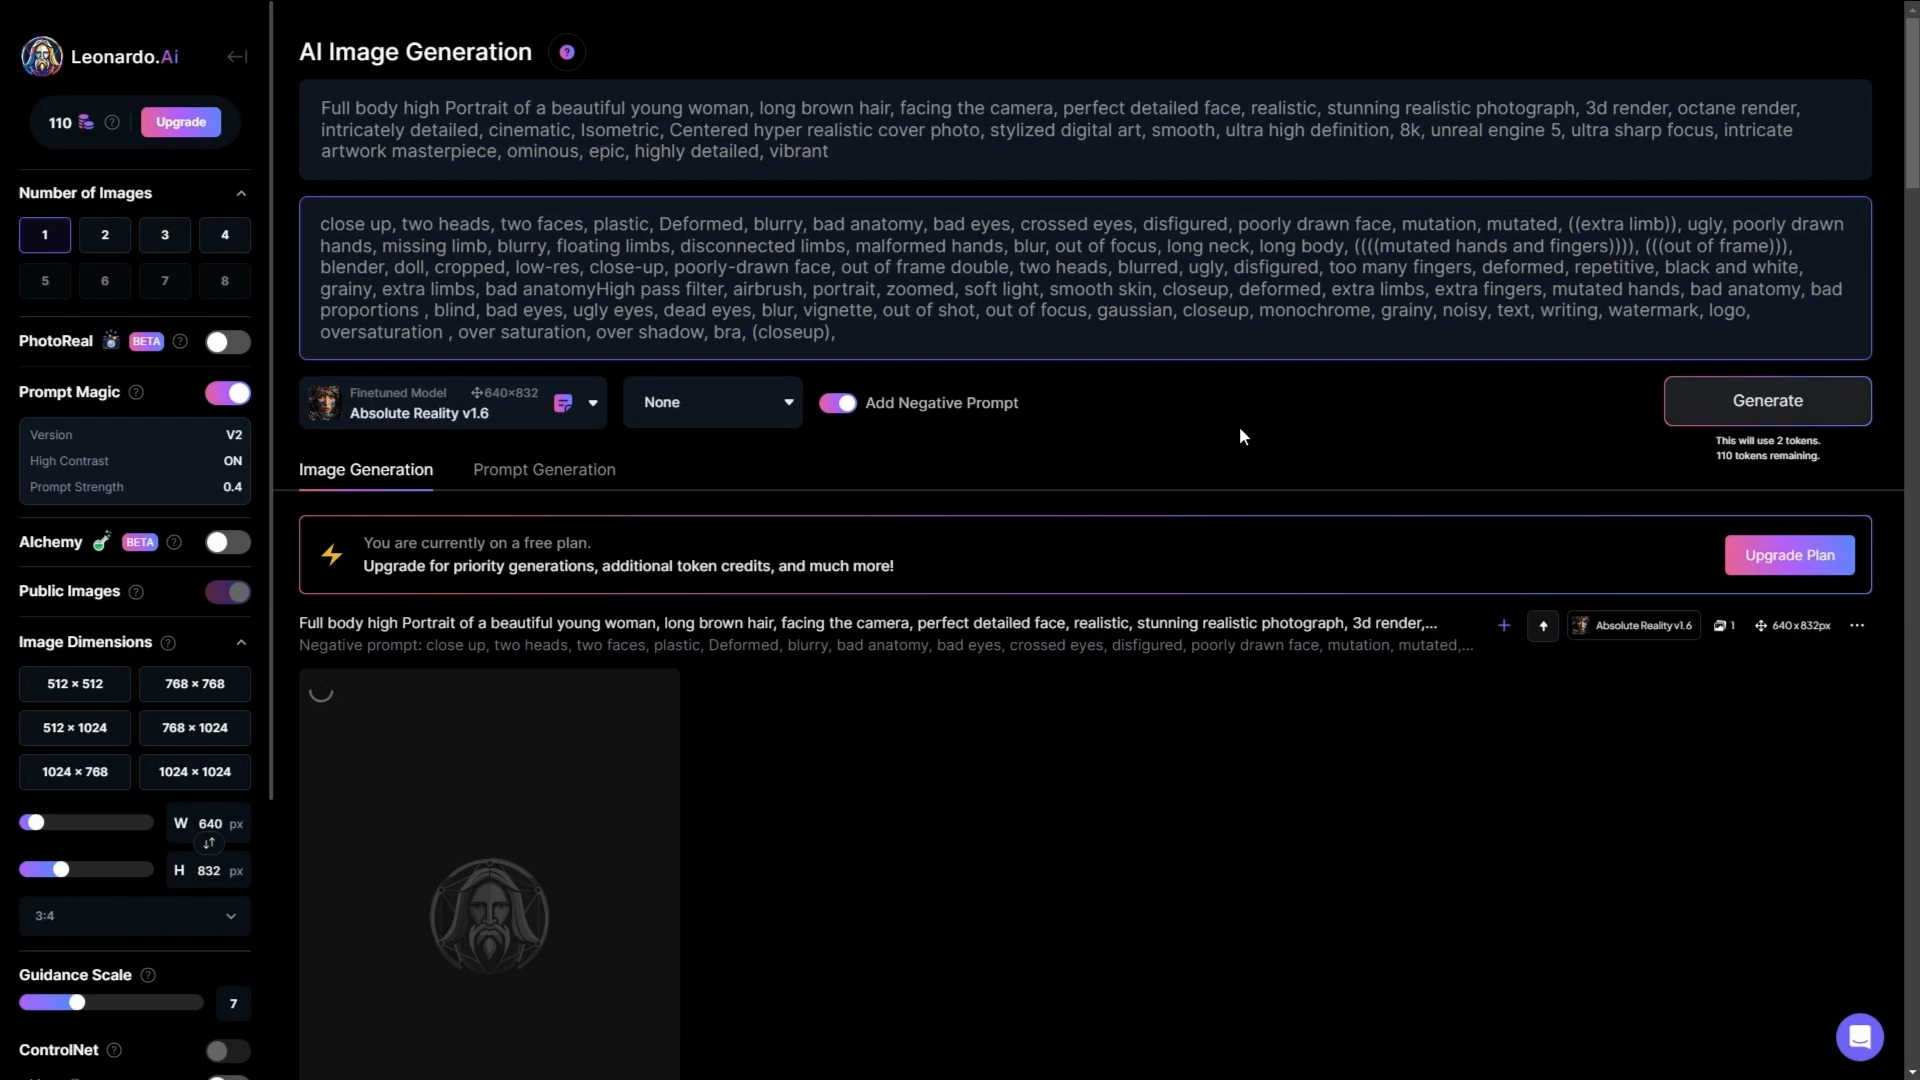 Leonardo.Ai
110
Upgrade
Number of Images
1 2 3 4
5 6 7 8
PhotoReal BETA
Prompt Magic
Version V2
High Contrast ON
Prompt Strength 0.4
Alchemy BETA
Public Images
Image Dimensions
512 × 512 768 × 768
512 × 1024 768 × 1024
1024 × 768 1024 × 1024
W 640 px
H 832 px
3:4
Guidance Scale
7
ControlNet
AI Image Generation ?
Full body high Portrait of a beautiful young woman, long brown hair, facing the camera, perfect detailed face, realistic, stunning realistic photograph, 3d render, octane render,
intricately detailed, cinematic, Isometric, Centered hyper realistic cover photo, stylized digital art, smooth, ultra high definition, 8k, unreal engine 5, ultra sharp focus, intricate
artwork masterpiece, ominous, epic, highly detailed, vibrant
close up, two heads, two faces, plastic, Deformed, blurry, bad anatomy, bad eyes, crossed eyes, disfigured, poorly drawn face, mutation, mutated, ((extra limb)), ugly, poorly drawn
hands, missing limb, blurry, floating limbs, disconnected limbs, malformed hands, blur, out of focus, long neck, long body, ((((mutated hands and fingers)))), (((out of frame))),
blender, doll, cropped, low-res, close-up, poorly-drawn face, out of frame double, two heads, blurred, ugly, disfigured, too many fingers, deformed, repetitive, black and white,
grainy, extra limbs, bad anatomyHigh pass filter, airbrush, portrait, zoomed, soft light, smooth skin, closeup, deformed, extra limbs, extra fingers, mutated hands, bad anatomy, bad
proportions , blind, bad eyes, ugly eyes, dead eyes, blur, vignette, out of shot, out of focus, gaussian, closeup, monochrome, grainy, noisy, text, writing, watermark, logo,
oversaturation , over saturation, over shadow, bra, (closeup),
Finetuned Model 640×832
Absolute Reality v1.6
None
Add Negative Prompt
Generate
This will use 2 tokens.
110 tokens remaining.
Image Generation Prompt Generation
You are currently on a free plan.
Upgrade for priority generations, additional token credits, and much more!
Upgrade Plan
Full body high Portrait of a beautiful young woman, long brown hair, facing the camera, perfect detailed face, realistic, stunning realistic photograph, 3d render,...
Absolute Reality v1.6 1 640x832px
Negative prompt: close up, two heads, two faces, plastic, Deformed, blurry, bad anatomy, bad eyes, crossed eyes, disfigured, poorly drawn face, mutation, mutated,...